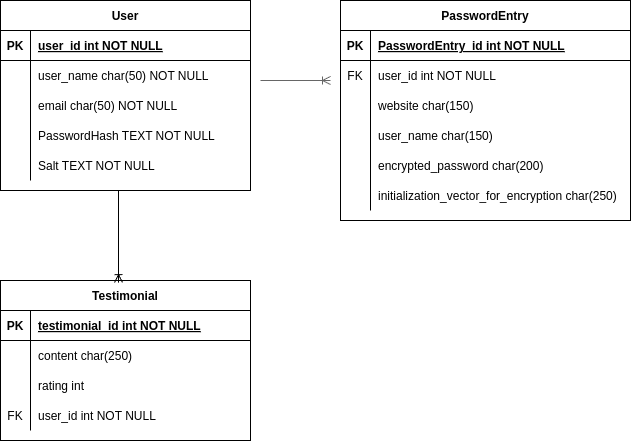 User
PK user_id int NOT NULL
user_name char(50) NOT NULL
email char(50) NOT NULL
PasswordHash TEXT NOT NULL
Salt TEXT NOT NULL
PasswordEntry
PK PasswordEntry_id int NOT NULL
FK user_id int NOT NULL
website char(150)
user_name char(150)
encrypted_password char(200)
initialization_vector_for_encryption char(250)
Testimonial
PK testimonial_id int NOT NULL
content char(250)
rating int
FK user_id int NOT NULL